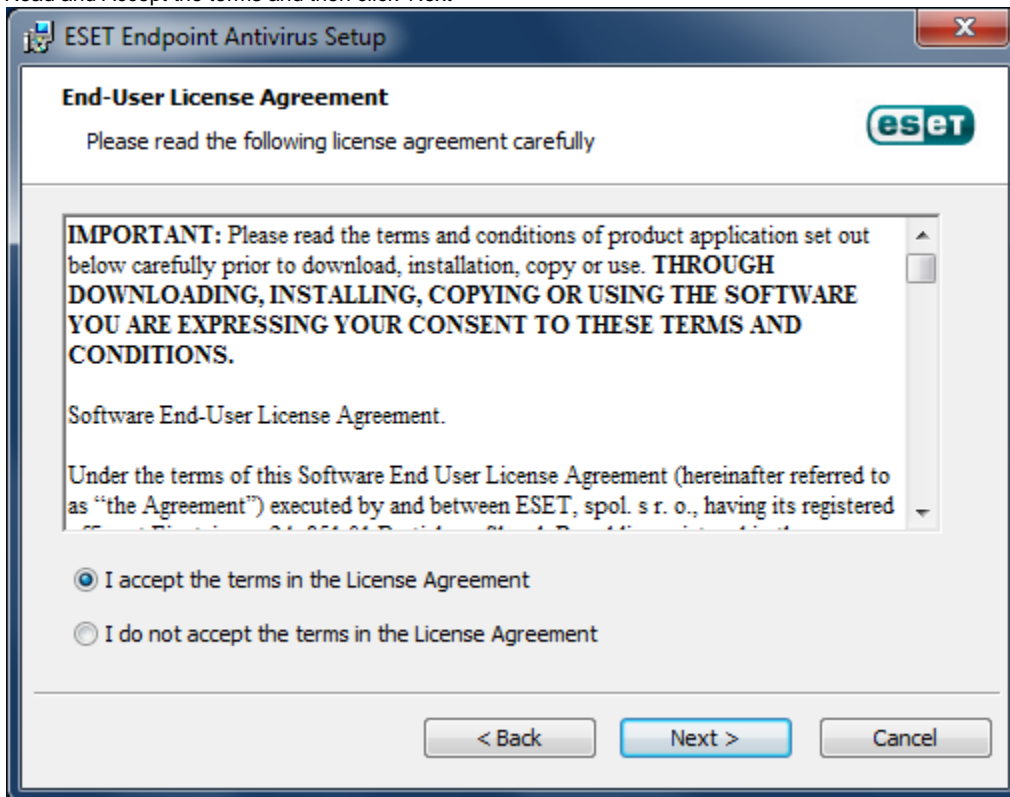 Read and Accept the terms and then click Next
ESET Endpoint Antivirus Setup
End-User License Agreement
Please read the following license agreement carefully
eseT
IMPORTANT: Please read the terms and conditions of product application set out
below carefully prior to download, installation, copy or use. THROUGH
DOWNLOADING, INSTALLING, COPYING OR USING THE SOFTWARE
YOU ARE EXPRESSING YOUR CONSENT TO THESE TERMS AND
CONDITIONS.
Software End-User License Agreement.
Under the terms of this Software End User License Agreement (hereinafter referred to
as “the Agreement”) executed by and between ESET, spol. s r. o., having its registered
I accept the terms in the License Agreement
I do not accept the terms in the License Agreement
< Back
Next >
Cancel